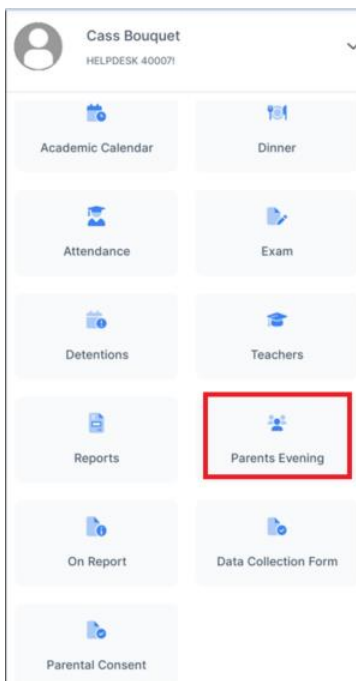 Cass Bouquet
HELPDESK 40007!
Academic Calendar
Dinner
Attendance
Exam
Detentions
Teachers
Reports
Parents Evening
On Report
Data Collection Form
Parental Consent